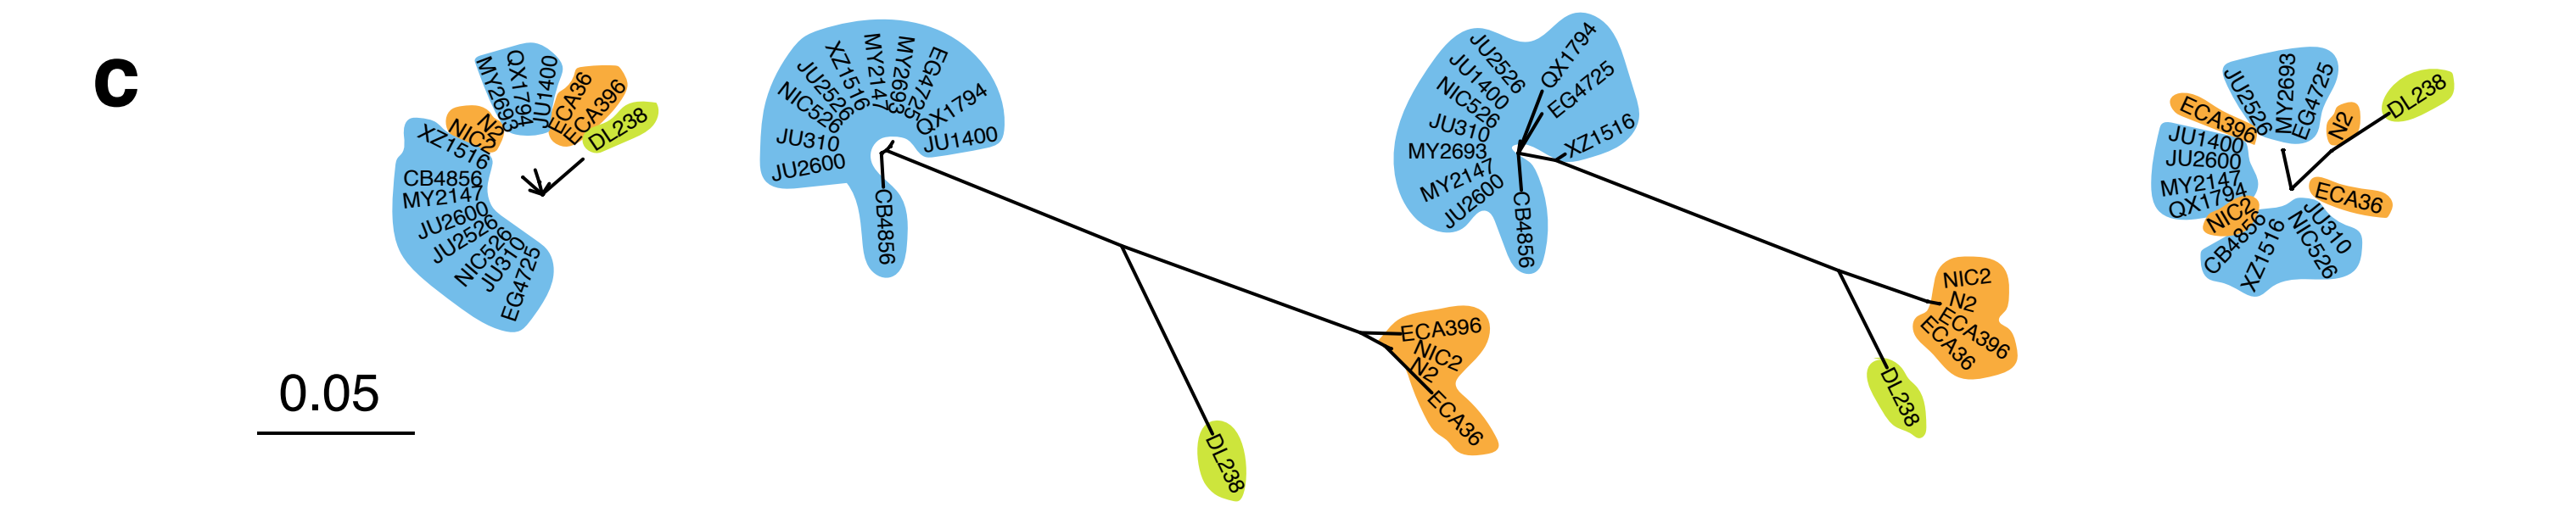 c
MY2693
QX1794
JU1400
ECA36
ECA396
DL238
N2
NIC2
XZ1516
CB4856
MY2147
JU2600
JU2526
NIC526
JU310
EG4725
0.05
XZ1516
MY2147
MY2693
EG4725
JU2526
NIC526
JU310
JU2600
QX1794
JU1400
CB4856
ECA396
NIC2
N2
ECA36
DL238
JU2526
JU1400
NIC526
JU310
MY2693
MY2147
JU2600
QX1794
EG4725
XZ1516
CB4856
NIC2
N2
ECA396
ECA36
DL238
JU2526
MY2693
EG4725
N2
DL238
ECA396
JU1400
JU2600
MY2147
QX1794
NIC2
CB4856
XZ1516
NIC526
JU310
ECA36